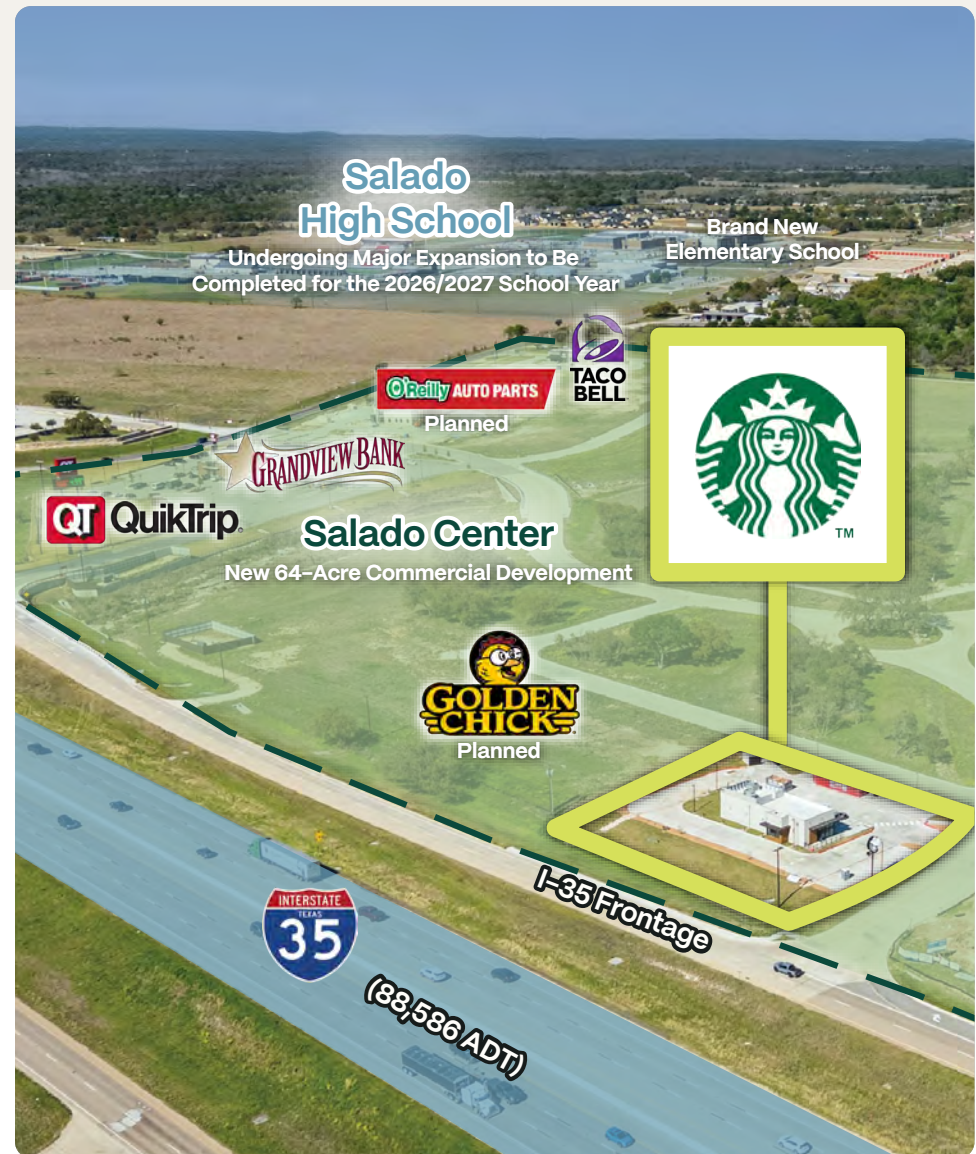 Salado
High School
Undergoing Major Expansion to Be
Completed for the 2026/2027 School Year
Brand New
Elementary School
TACO
BELL
O'Reilly AUTO PARTS
Planned
GRANDVIEW BANK
QT QuikTrip
Salado Center
New 64-Acre Commercial Development
TM
GOLDEN
CHICK
Planned
I-35 Frontage
INTERSTATE
TEXAS
35
(88,586 ADT)